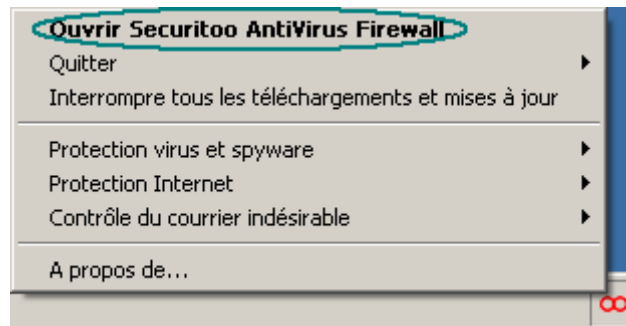 Ouvrir Securitoo AntiVirus Firewall
Quitter
Interrompre tous les téléchargements et mises à jour
Protection virus et spyware
Protection Internet
Contrôle du courrier indésirable
A propos de...